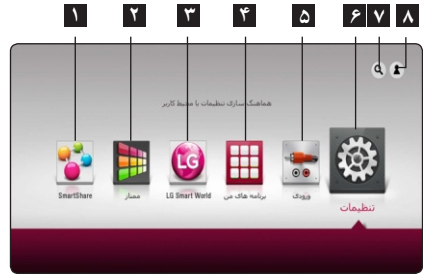 ۱ ۲ ۳ ۴ ۵ ۶ ۷ ۸
هماهنگ سازی تنظیمات با محیط کاربر
LG
SmartShare ممتاز LG Smart World برنامه های من ورودی تنظیمات